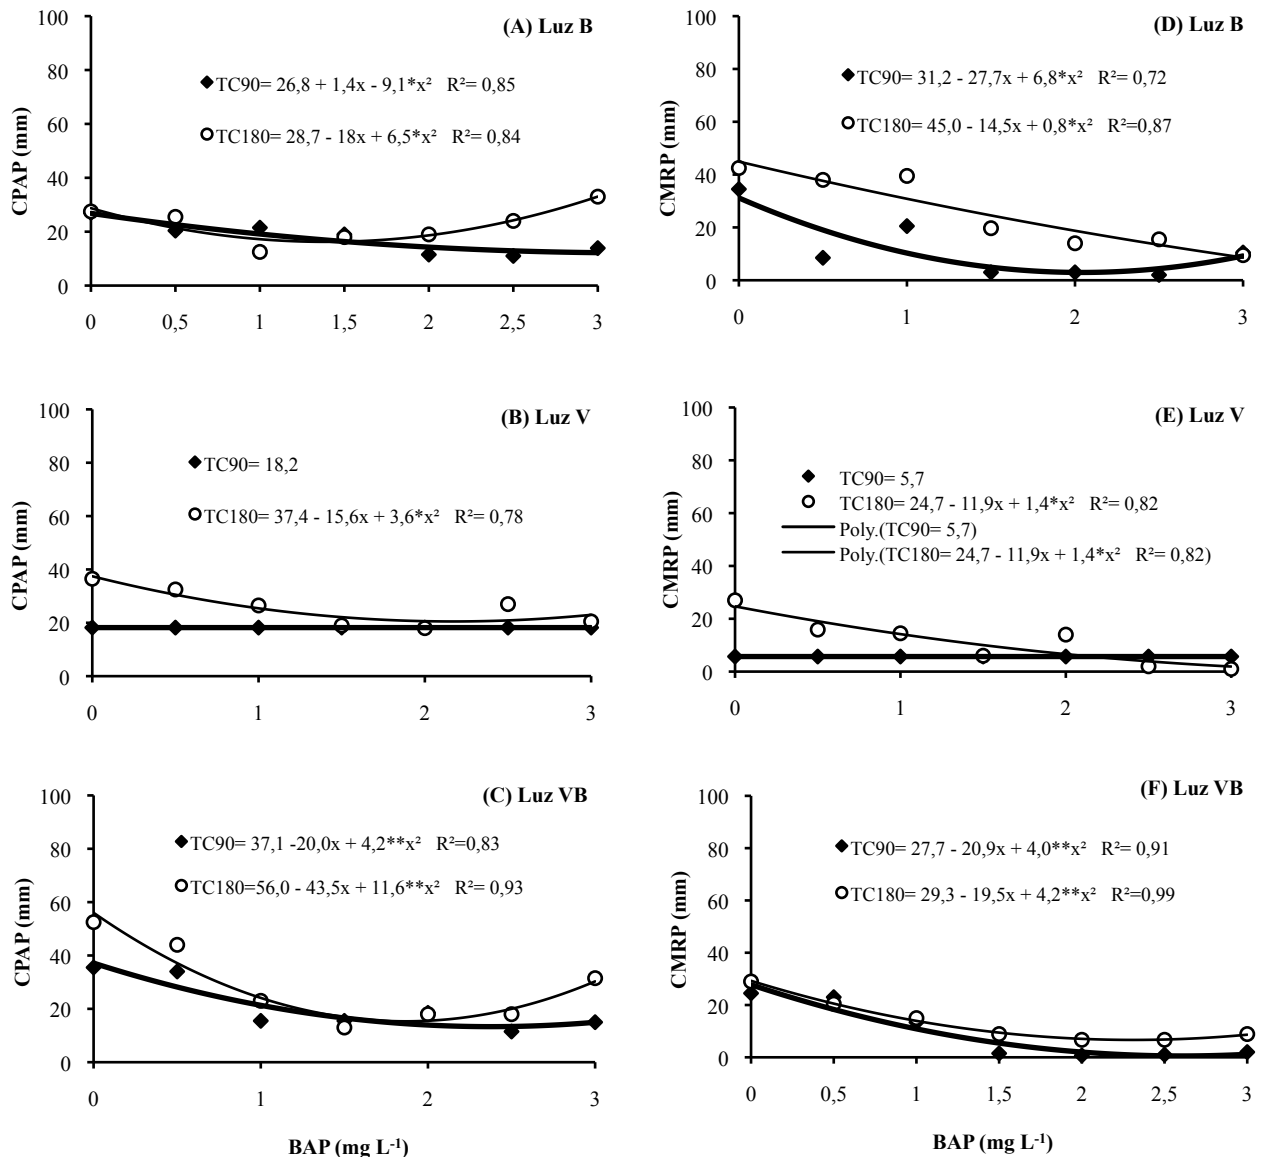 (A) Luz B
CPAP (mm)
100
80
60
40
20
0
TC90= 26,8 + 1,4x - 9,1*x² R²= 0,85
TC180= 28,7 - 18x + 6,5*x² R²= 0,84
0 0,5 1 1,5 2 2,5 3
(D) Luz B
CMRP (mm)
100
80
60
40
20
0
TC90= 31,2 - 27,7x + 6,8*x² R²= 0,72
TC180= 45,0 - 14,5x + 0,8*x² R²=0,87
0 1 2 3
(B) Luz V
CPAP (mm)
100
80
60
40
20
0
TC90= 18,2
TC180= 37,4 - 15,6x + 3,6*x² R²= 0,78
0 1 2 3
(E) Luz V
CMRP (mm)
100
80
60
40
20
0
TC90= 5,7
TC180= 24,7 - 11,9x + 1,4*x² R²= 0,82
Poly.(TC90= 5,7)
Poly.(TC180= 24,7 - 11,9x + 1,4*x² R²= 0,82)
0 1 2 3
(C) Luz VB
CPAP (mm)
100
80
60
40
20
0
TC90= 37,1 -20,0x + 4,2**x² R²=0,83
TC180=56,0 - 43,5x + 11,6**x² R²= 0,93
0 1 2 3
BAP (mg L⁻¹)
(F) Luz VB
CMRP (mm)
100
80
60
40
20
0
TC90= 27,7 - 20,9x + 4,0**x² R²= 0,91
TC180= 29,3 - 19,5x + 4,2**x² R²=0,99
0 0,5 1 1,5 2 2,5 3
BAP (mg L⁻¹)